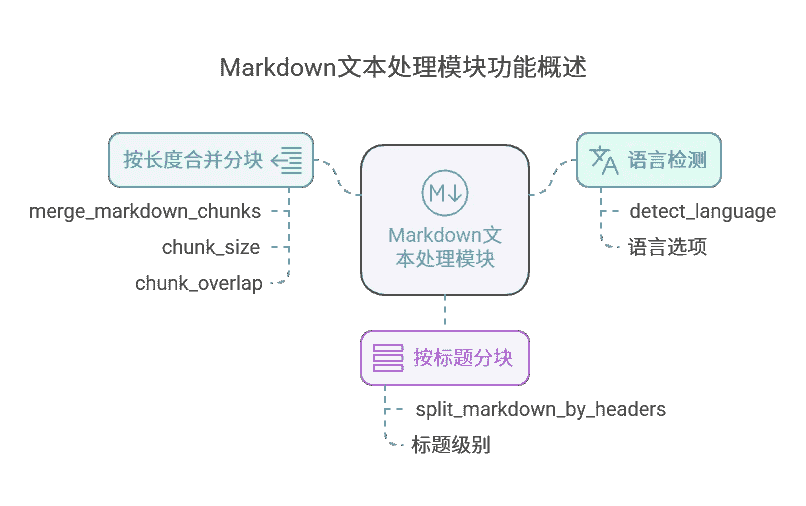 Markdown文本处理模块功能概述
按长度合并分块
merge_markdown_chunks
chunk_size
chunk_overlap
M↓
Markdown文
本处理模块
语言检测
detect_language
语言选项
按标题分块
split_markdown_by_headers
标题级别